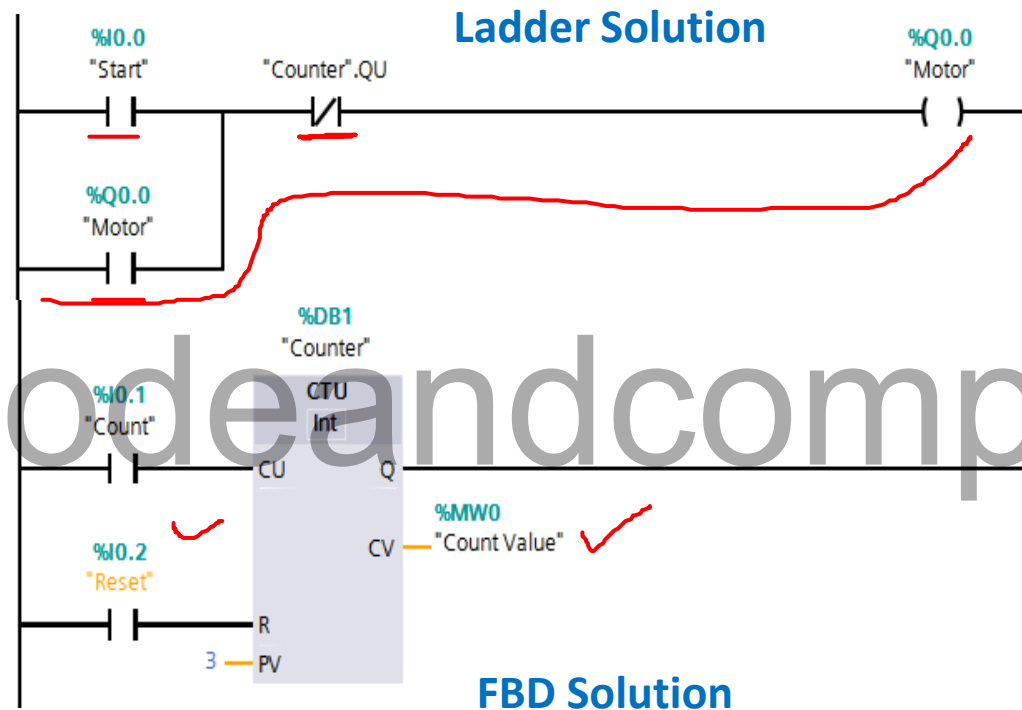 Ladder Solution
%I0.0
"Start"
"Counter".QU
%Q0.0
"Motor"
%Q0.0
"Motor"
%DB1
"Counter"
CTU
Int
%I0.1
"Count"
CU
Q
%MW0
"Count Value"
CV
%I0.2
"Reset"
R
3
PV
odeandcomp
FBD Solution